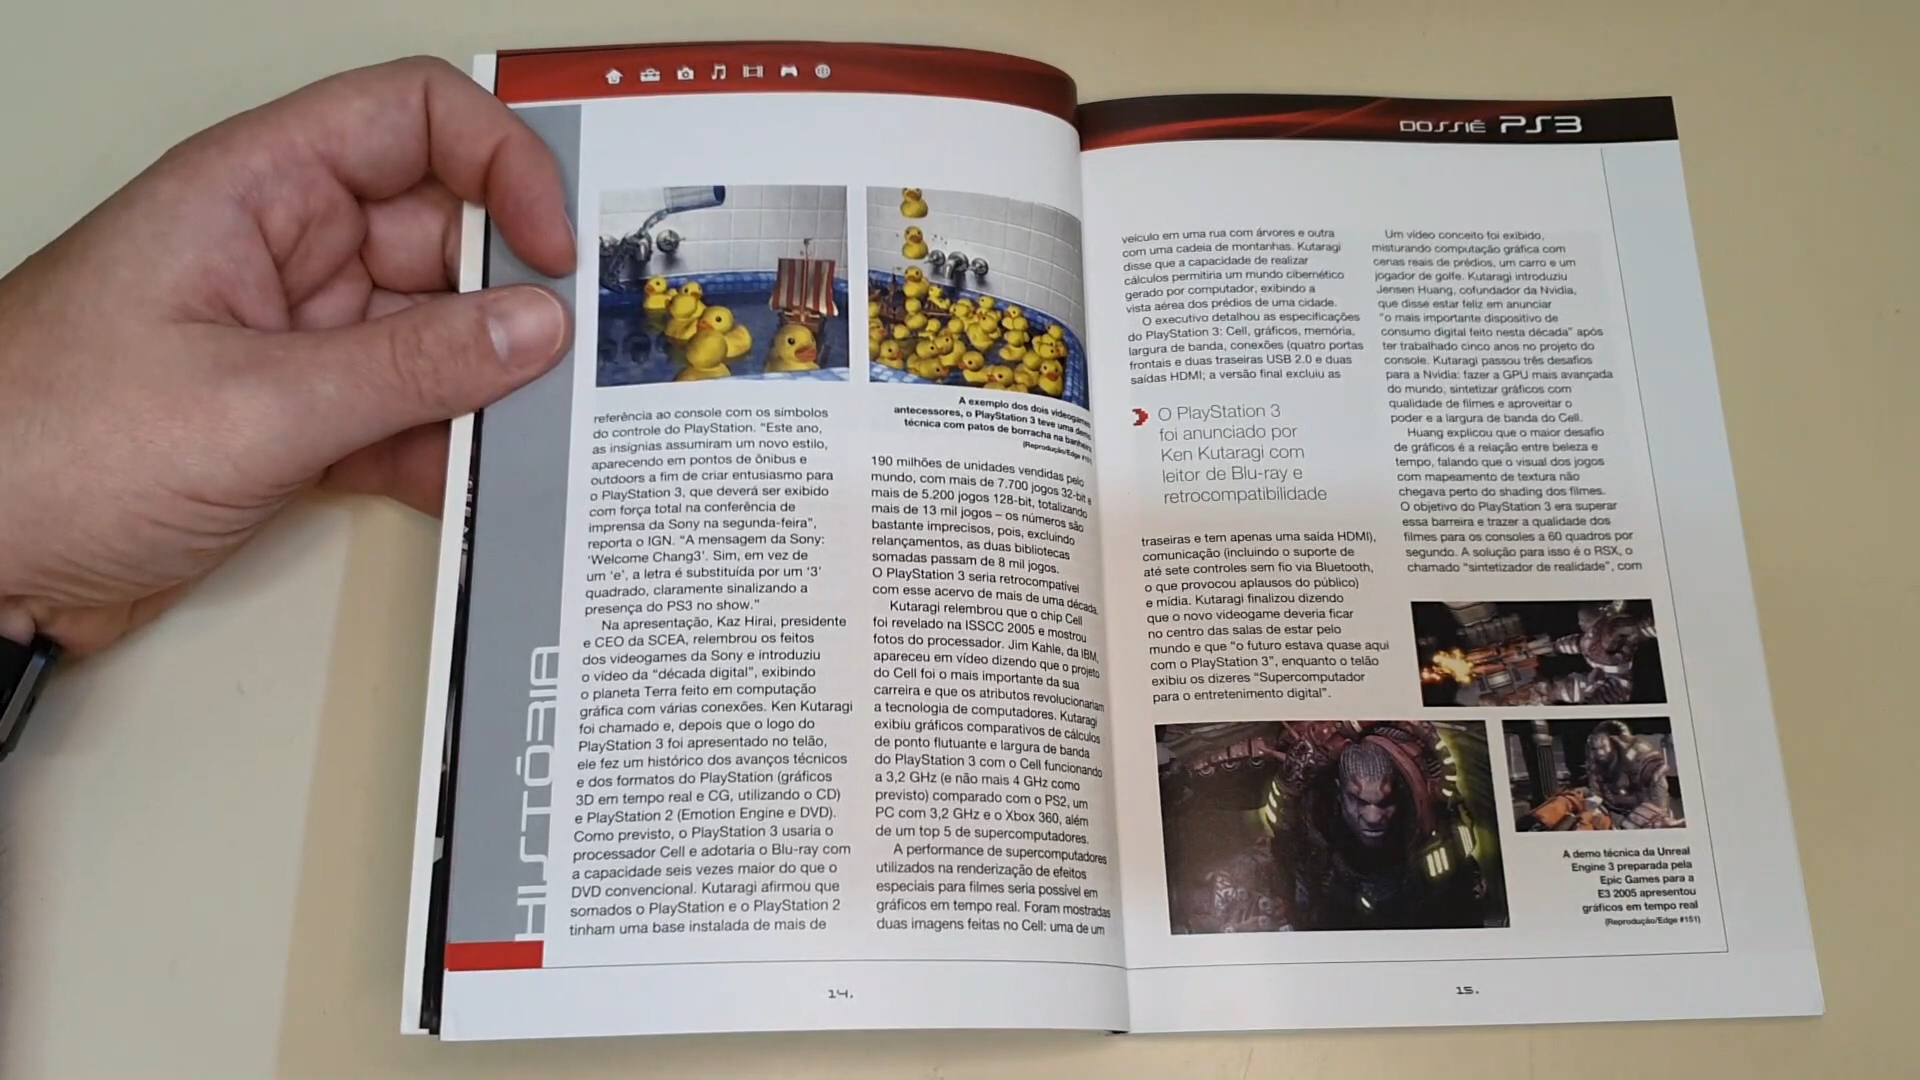 referência ao console com os símbolos
do controle do PlayStation. “Este ano,
as insígnias assumiram um novo estilo,
aparecendo em pontos de ônibus e
outdoors a fim de criar entusiasmo para
o PlayStation 3, que deverá ser exibido
com força total na conferência de
imprensa da Sony na segunda-feira”,
reporta o IGN. “A mensagem da Sony:
‘Welcome Chang3’. Sim, em vez de
um ‘e’, a letra é substituída por um ‘3’
quadrado, claramente sinalizando a
presença do PS3 no show.”
Na apresentação, Kaz Hirai, presidente
e CEO da SCEA, relembrou os feitos
dos videogames da Sony e introduziu
o vídeo da “década digital”, exibindo
o planeta Terra feito em computação
gráfica com várias conexões. Ken Kutaragi
foi chamado e, depois que o logo do
PlayStation 3 foi apresentado no telão,
ele fez um histórico dos avanços técnicos
e dos formatos do PlayStation (gráficos
3D em tempo real e CG, utilizando o CD)
e PlayStation 2 (Emotion Engine e DVD).
Como previsto, o PlayStation 3 usaria o
processador Cell e adotaria o Blu-ray com
a capacidade seis vezes maior do que o
DVD convencional. Kutaragi afirmou que
somados o PlayStation e o PlayStation 2
tinham uma base instalada de mais de
A exemplo dos dois videogames
antecessores, o PlayStation 3 teve uma demo
técnica com patos de borracha na banheira
(Reprodução/Edge #151)
190 milhões de unidades vendidas pelo
mundo, com mais de 7.700 jogos 32-bit e
mais de 5.200 jogos 128-bit, totalizando
mais de 13 mil jogos – os números são
bastante imprecisos, pois, excluindo
relançamentos, as duas bibliotecas
somadas passam de 8 mil jogos.
O PlayStation 3 seria retrocompatível
com esse acervo de mais de uma década.
Kutaragi relembrou que o chip Cell
foi revelado na ISSCC 2005 e mostrou
fotos do processador. Jim Kahle, da IBM,
apareceu em vídeo dizendo que o projeto
do Cell foi o mais importante da sua
carreira e que os atributos revolucionariam
a tecnologia de computadores. Kutaragi
exibiu gráficos comparativos de cálculos
de ponto flutuante e largura de banda
do PlayStation 3 com o Cell funcionando
a 3,2 GHz (e não mais 4 GHz como
previsto) comparado com o PS2, um
PC com 3,2 GHz e o Xbox 360, além
de um top 5 de supercomputadores.
A performance de supercomputadores
utilizados na renderização de efeitos
especiais para filmes seria possível em
gráficos em tempo real. Foram mostradas
duas imagens feitas no Cell: uma de um
HISTÓRIA
14.
DOSSIÊ PS3
veículo em uma rua com árvores e outra
com uma cadeia de montanhas. Kutaragi
disse que a capacidade de realizar
cálculos permitiria um mundo cibernético
gerado por computador, exibindo a
vista aérea dos prédios de uma cidade.
O executivo detalhou as especificações
do PlayStation 3: Cell, gráficos, memória,
largura de banda, conexões (quatro portas
frontais e duas traseiras USB 2.0 e duas
saídas HDMI; a versão final excluiu as
O PlayStation 3
foi anunciado por
Ken Kutaragi com
leitor de Blu-ray e
retrocompatibilidade
traseiras e tem apenas uma saída HDMI),
comunicação (incluindo o suporte de
até sete controles sem fio via Bluetooth,
o que provocou aplausos do público)
e mídia. Kutaragi finalizou dizendo
que o novo videogame deveria ficar
no centro das salas de estar pelo
mundo e que “o futuro estava quase aqui
com o PlayStation 3”, enquanto o telão
exibiu os dizeres “Supercomputador
para o entretenimento digital”.
Um vídeo conceito foi exibido,
misturando computação gráfica com
cenas reais de prédios, um carro e um
jogador de golfe. Kutaragi introduziu
Jensen Huang, cofundador da Nvidia,
que disse estar feliz em anunciar
“o mais importante dispositivo de
consumo digital feito nesta década” após
ter trabalhado cinco anos no projeto do
console. Kutaragi passou três desafios
para a Nvidia: fazer a GPU mais avançada
do mundo, sintetizar gráficos com
qualidade de filmes e aproveitar o
poder e a largura de banda do Cell.
Huang explicou que o maior desafio
de gráficos é a relação entre beleza e
tempo, falando que o visual dos jogos
com mapeamento de textura não
chegava perto do shading dos filmes.
O objetivo do PlayStation 3 era superar
essa barreira e trazer a qualidade dos
filmes para os consoles a 60 quadros por
segundo. A solução para isso é o RSX, o
chamado “sintetizador de realidade”, com
A demo técnica da Unreal
Engine 3 preparada pela
Epic Games para a
E3 2005 apresentou
gráficos em tempo real
(Reprodução/Edge #151)
15.